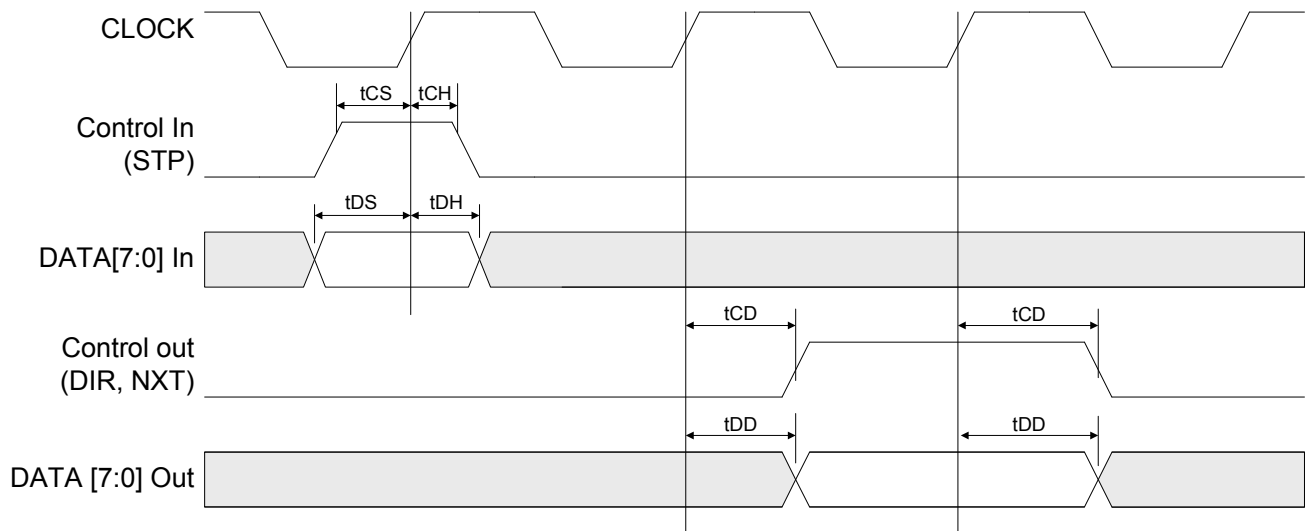 CLOCK
tCS
tCH
Control In
(STP)
tDS
tDH
DATA[7:0] In
tCD
tCD
Control out
(DIR, NXT)
tDD
tDD
DATA [7:0] Out